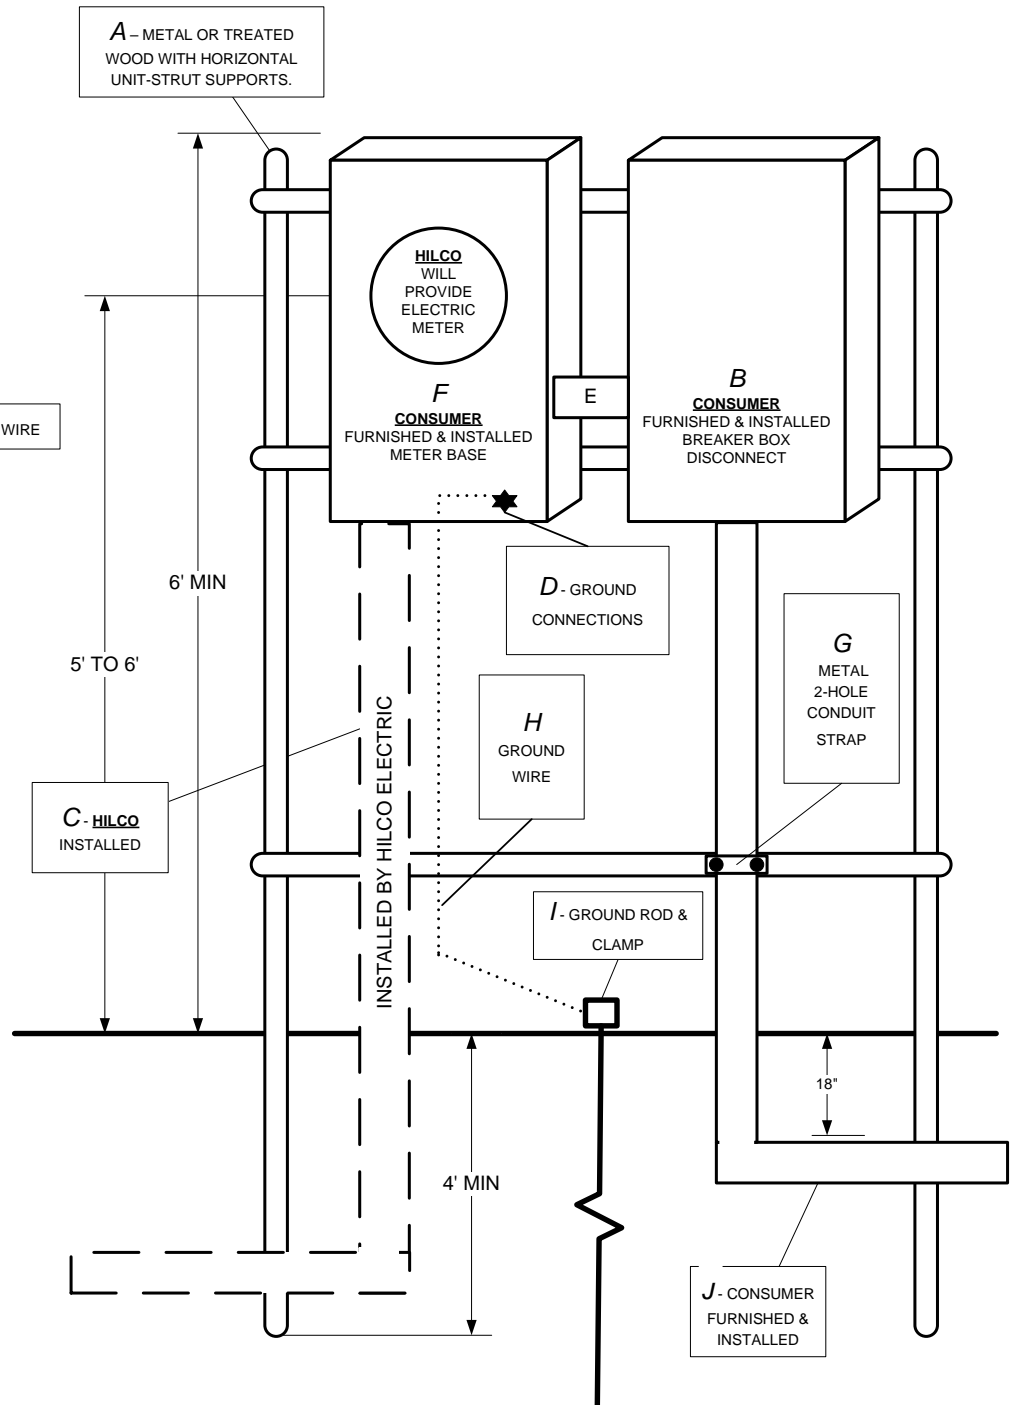 A – METAL OR TREATED
WOOD WITH HORIZONTAL
UNIT-STRUT SUPPORTS.
HILCO
WILL
PROVIDE
ELECTRIC
METER
F
CONSUMER
FURNISHED & INSTALLED
METER BASE
E
B
CONSUMER
FURNISHED & INSTALLED
BREAKER BOX
DISCONNECT
WIRE
6' MIN
5' TO 6'
D - GROUND
CONNECTIONS
G
METAL
2-HOLE
CONDUIT
STRAP
H
GROUND
WIRE
C - HILCO
INSTALLED
INSTALLED BY HILCO ELECTRIC
I - GROUND ROD &
CLAMP
18"
4' MIN
J - CONSUMER
FURNISHED &
INSTALLED